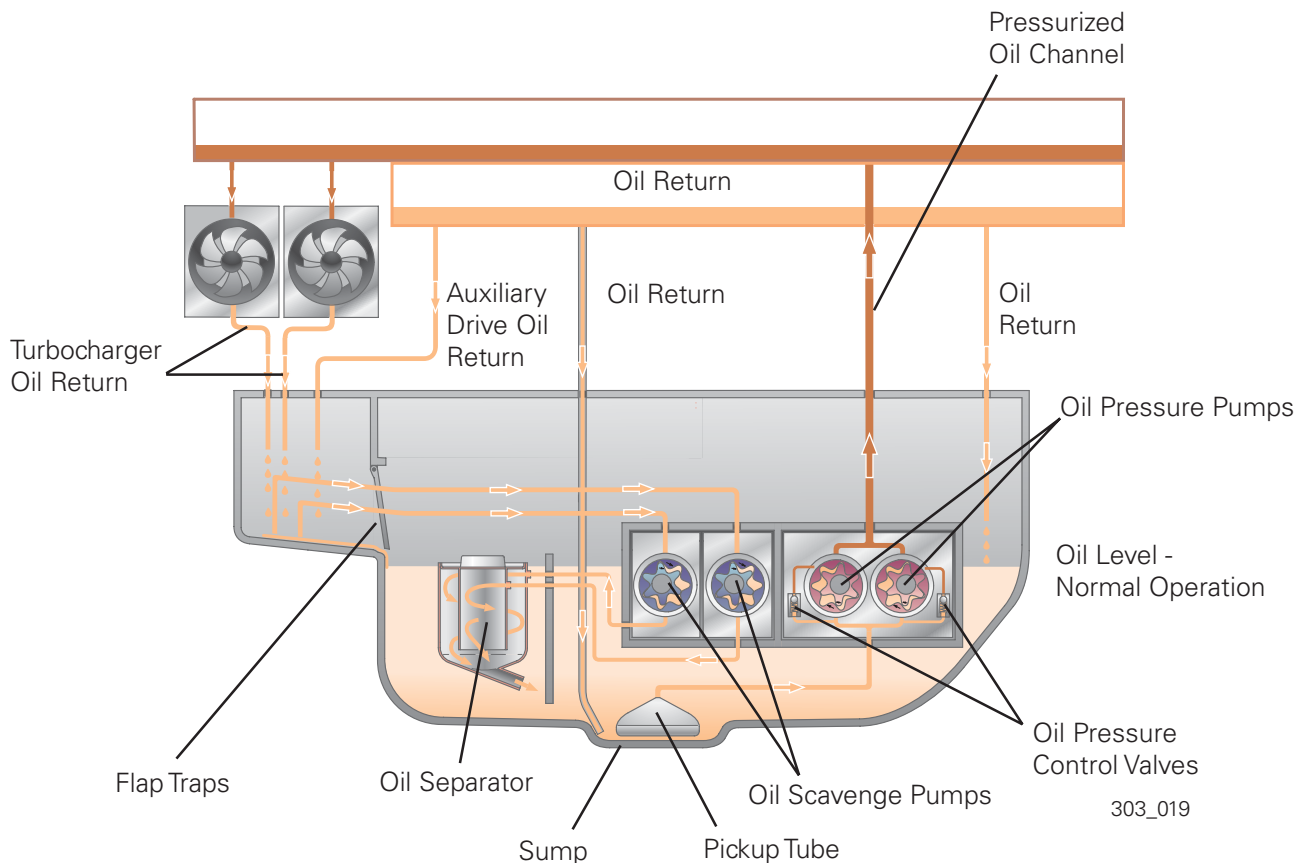 Pressurized
Oil Channel
Oil Return
Auxiliary
Drive Oil
Return
Oil Return
Oil
Return
Turbocharger
Oil Return
Oil Pressure Pumps
Oil Level -
Normal Operation
Oil Pressure
Control Valves
Flap Traps
Oil Separator
Oil Scavenge Pumps
Sump
Pickup Tube
303_019